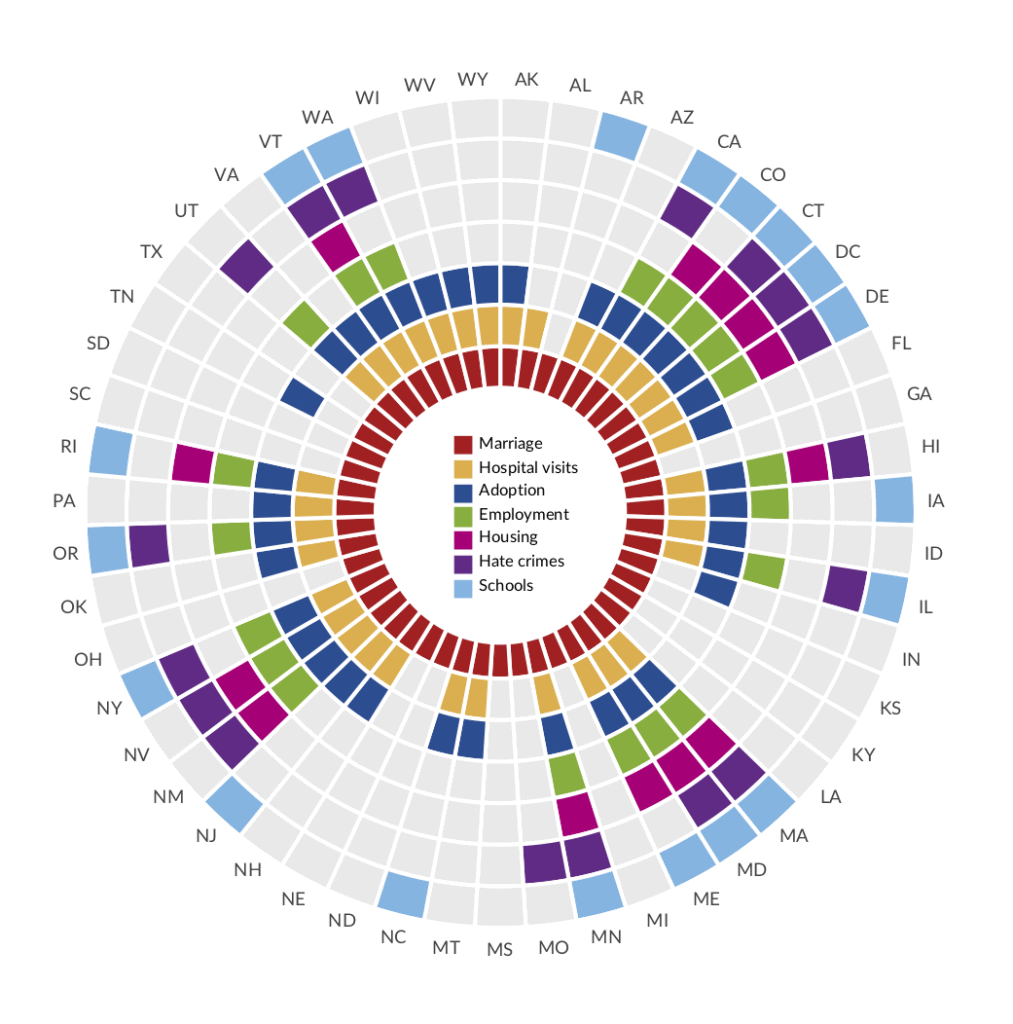 AK
AL
AR
AZ
CA
CO
CT
DC
DE
FL
GA
HI
IA
ID
IL
IN
KS
KY
LA
MA
MD
ME
MI
MN
MO
MS
MT
NC
ND
NE
NH
NJ
NM
NV
NY
OH
OK
OR
PA
RI
SC
SD
TN
TX
UT
VA
VT
WA
WI
WV
WY
Marriage
Hospital visits
Adoption
Employment
Housing
Hate crimes
Schools